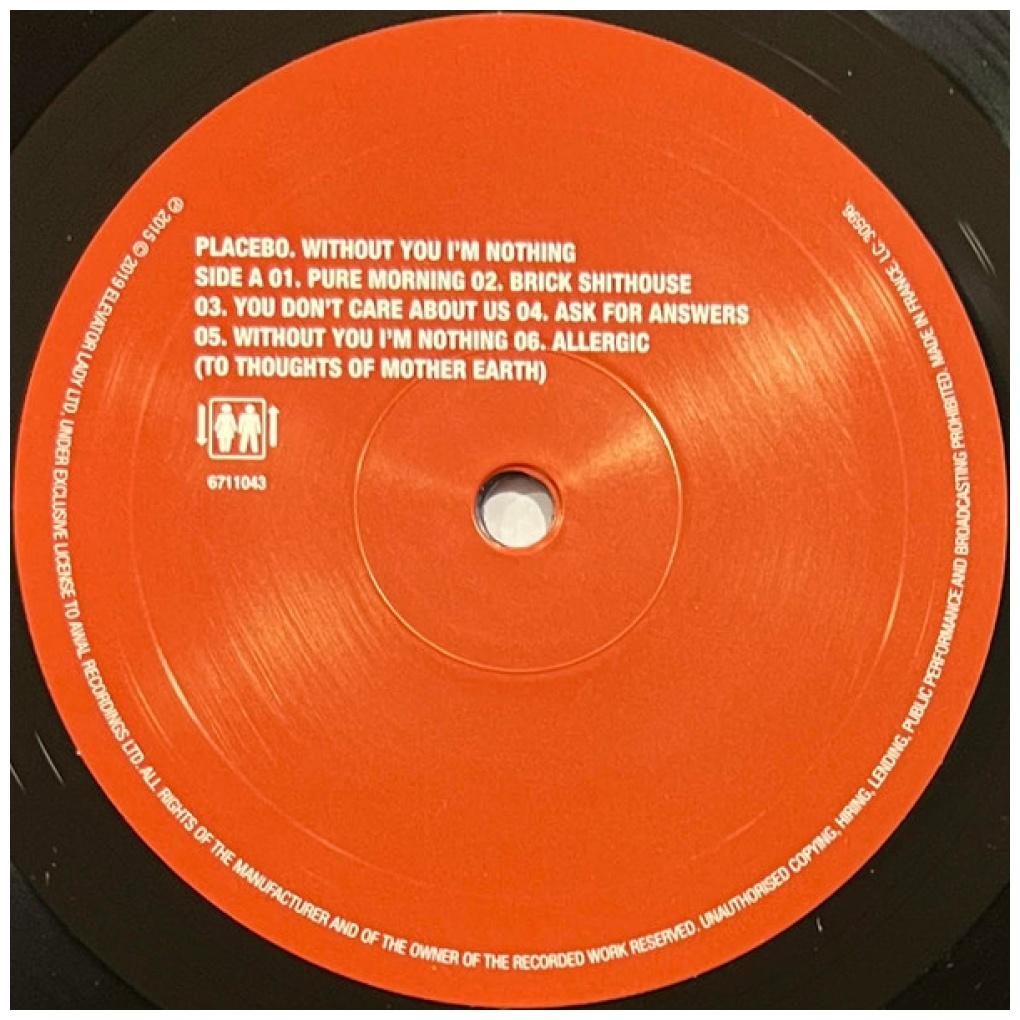 PLACEBO. WITHOUT YOU I'M NOTHING
SIDE A 01. PURE MORNING 02. BRICK SHITHOUSE
03. YOU DON'T CARE ABOUT US 04. ASK FOR ANSWERS
05. WITHOUT YOU I'M NOTHING 06. ALLERGIC
(TO THOUGHTS OF MOTHER EARTH)
6711043
℗ 2015 © 2019 ELEVATOR LADY LTD. UNDER EXCLUSIVE LICENSE TO AWAL RECORDINGS LTD. ALL RIGHTS OF THE MANUFACTURER AND OF THE OWNER OF THE RECORDED WORK RESERVED. UNAUTHORISED COPYING, HIRING, LENDING, PUBLIC PERFORMANCE AND BROADCASTING PROHIBITED. MADE IN FRANCE. LC: 30596.